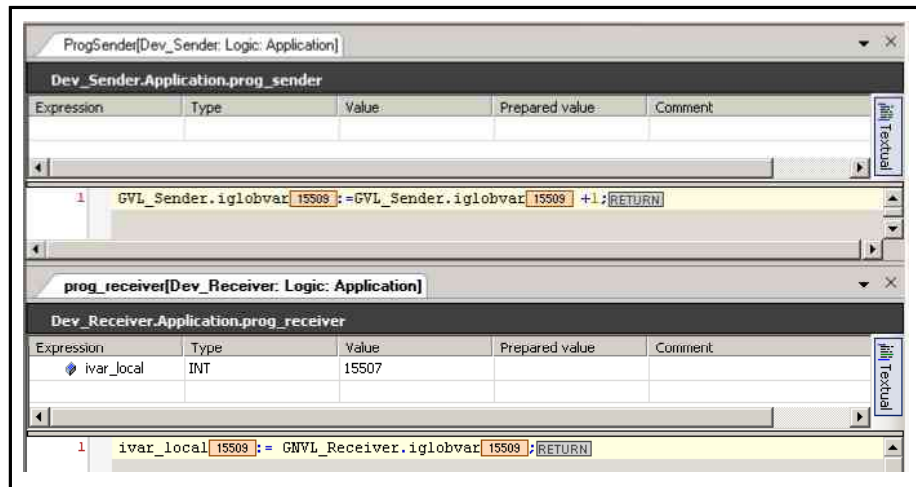 ProgSender[Dev_Sender: Logic: Application]
Dev_Sender.Application.prog_sender
Expression Type Value Prepared value Comment
Textual
1 GVL_Sender.iglobvar 15509 :=GVL_Sender.iglobvar 15509 +1;RETURN
prog_receiver[Dev_Receiver: Logic: Application]
Dev_Receiver.Application.prog_receiver
Expression Type Value Prepared value Comment
ivar_local INT 15507
Textual
1 ivar_local 15509 := GNVL_Receiver.iglobvar 15509 ;RETURN